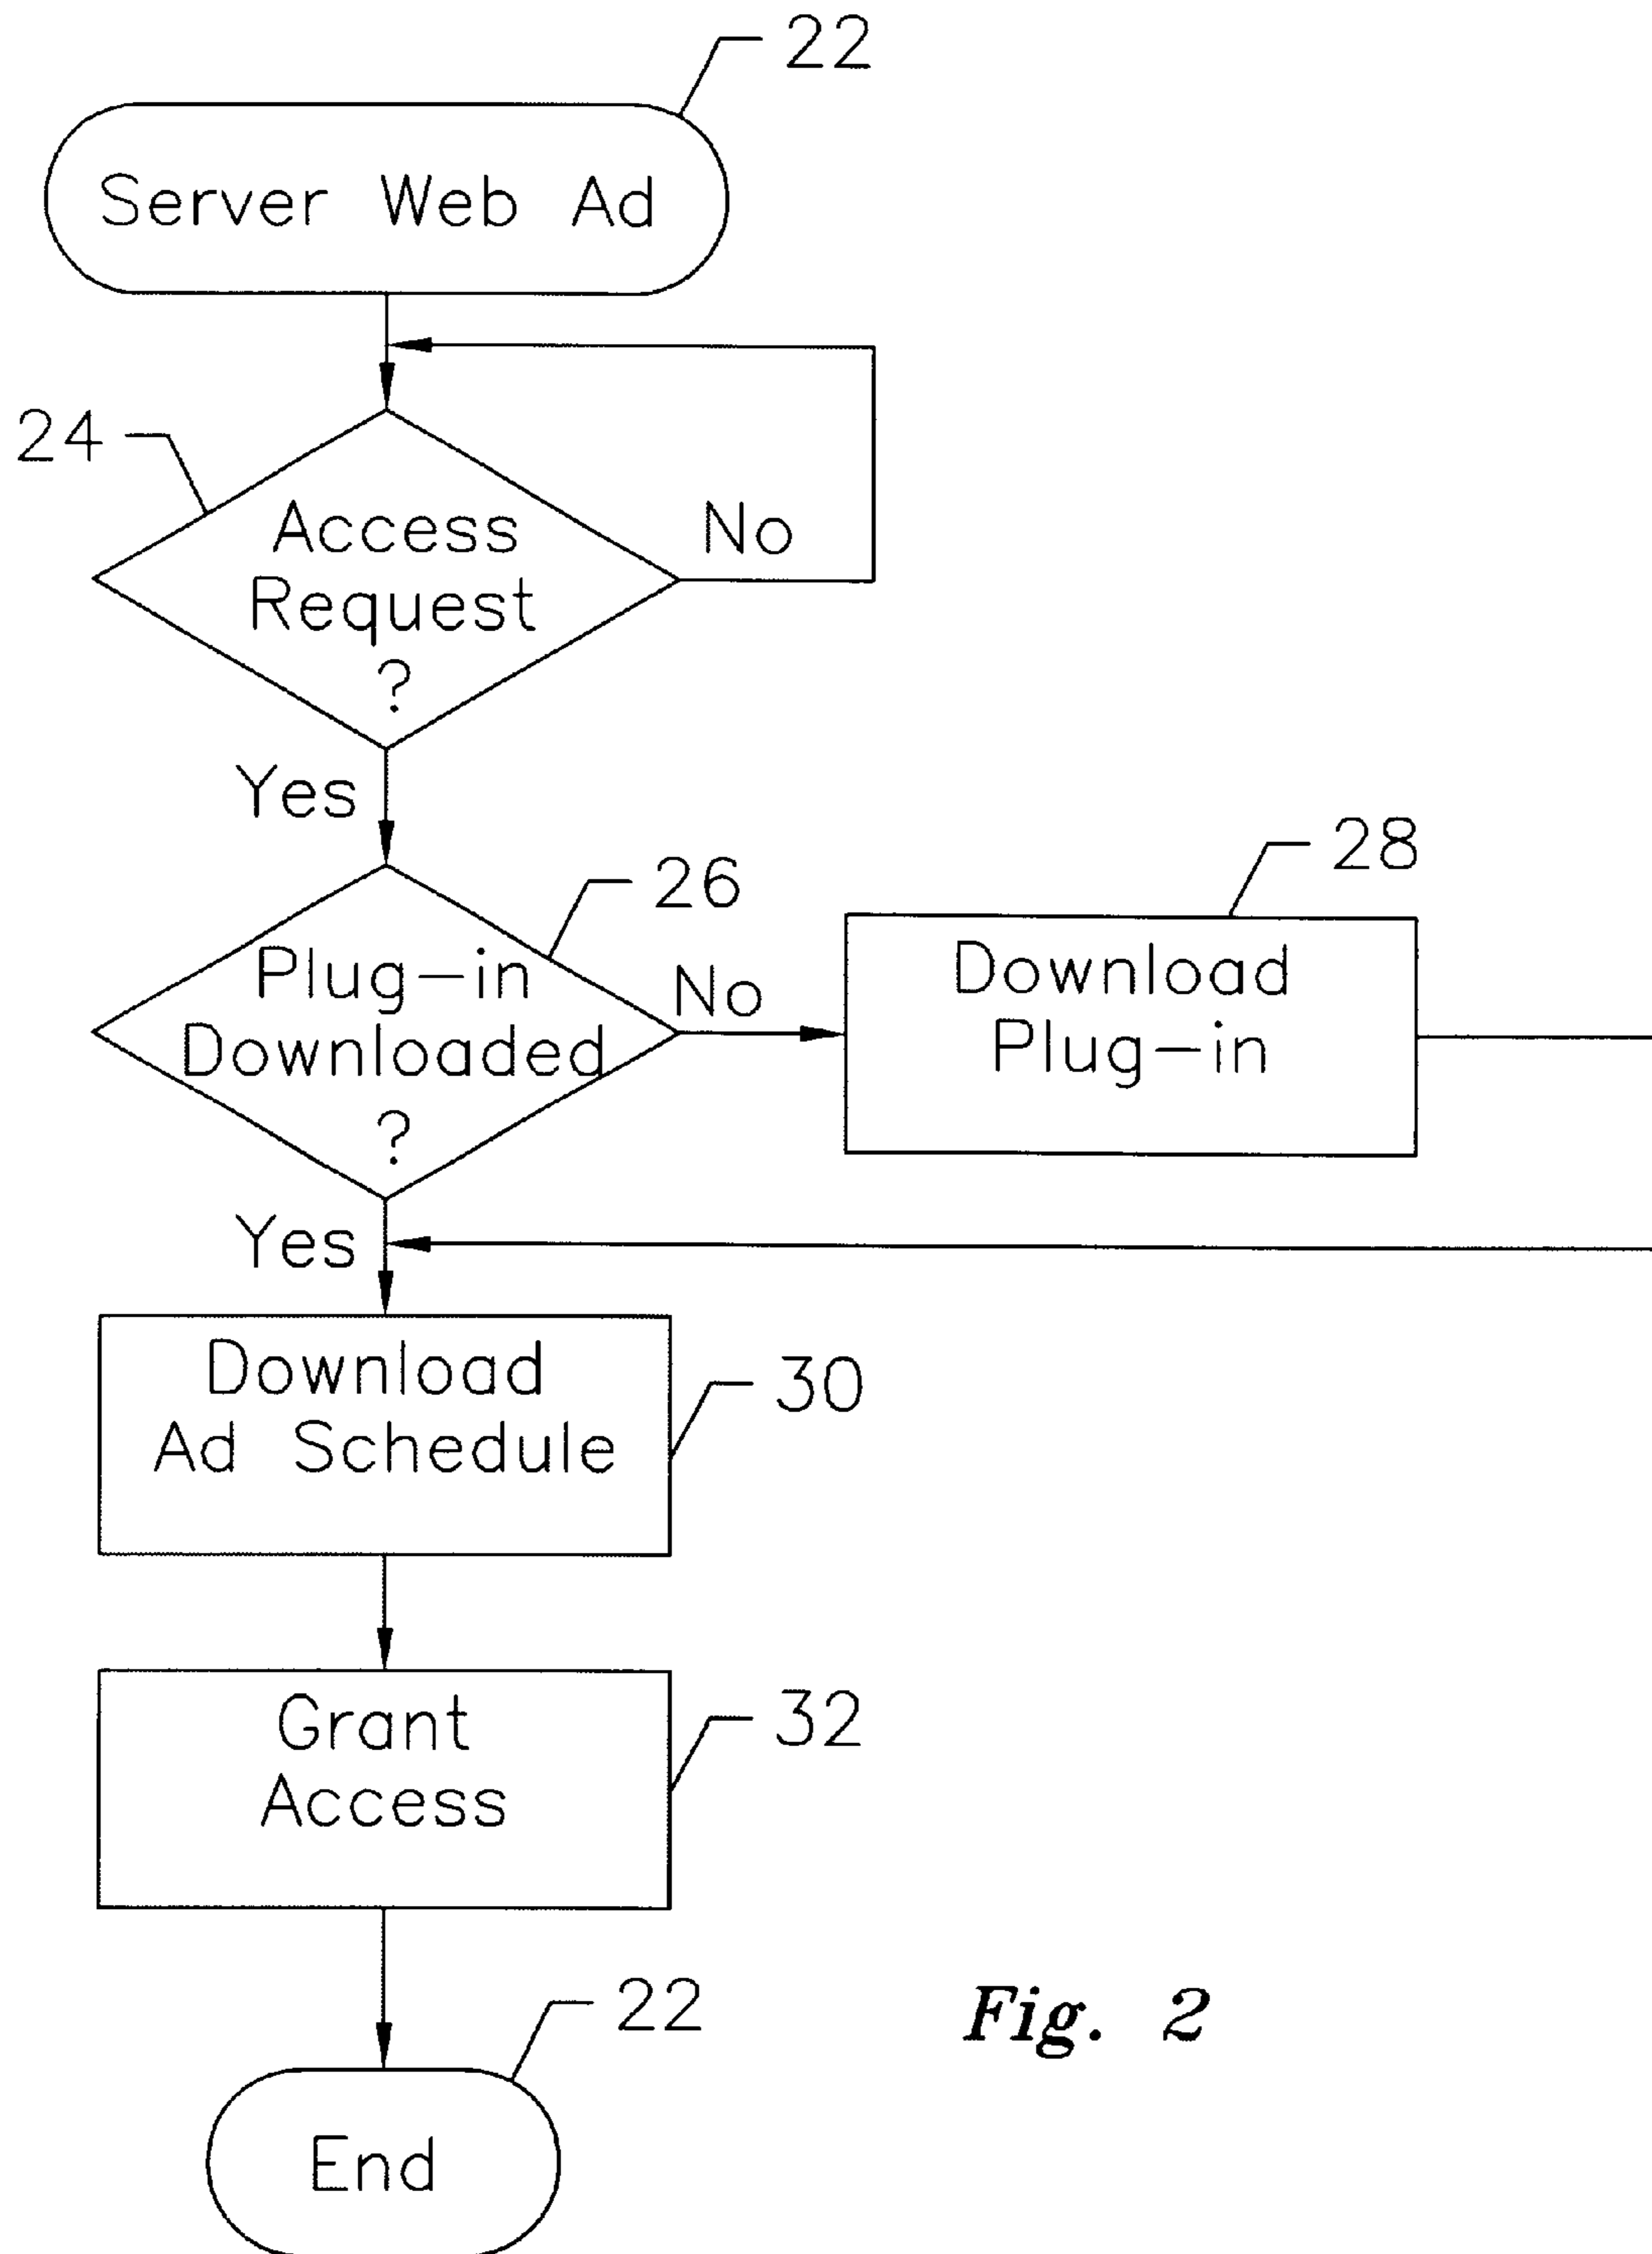 22
Server Web Ad
24
Access
Request
?
No
Yes
26
Plug-in
Downloaded
?
No
28
Download
Plug-in
Yes
Download
Ad Schedule
30
Grant
Access
32
22
End
Fig. 2